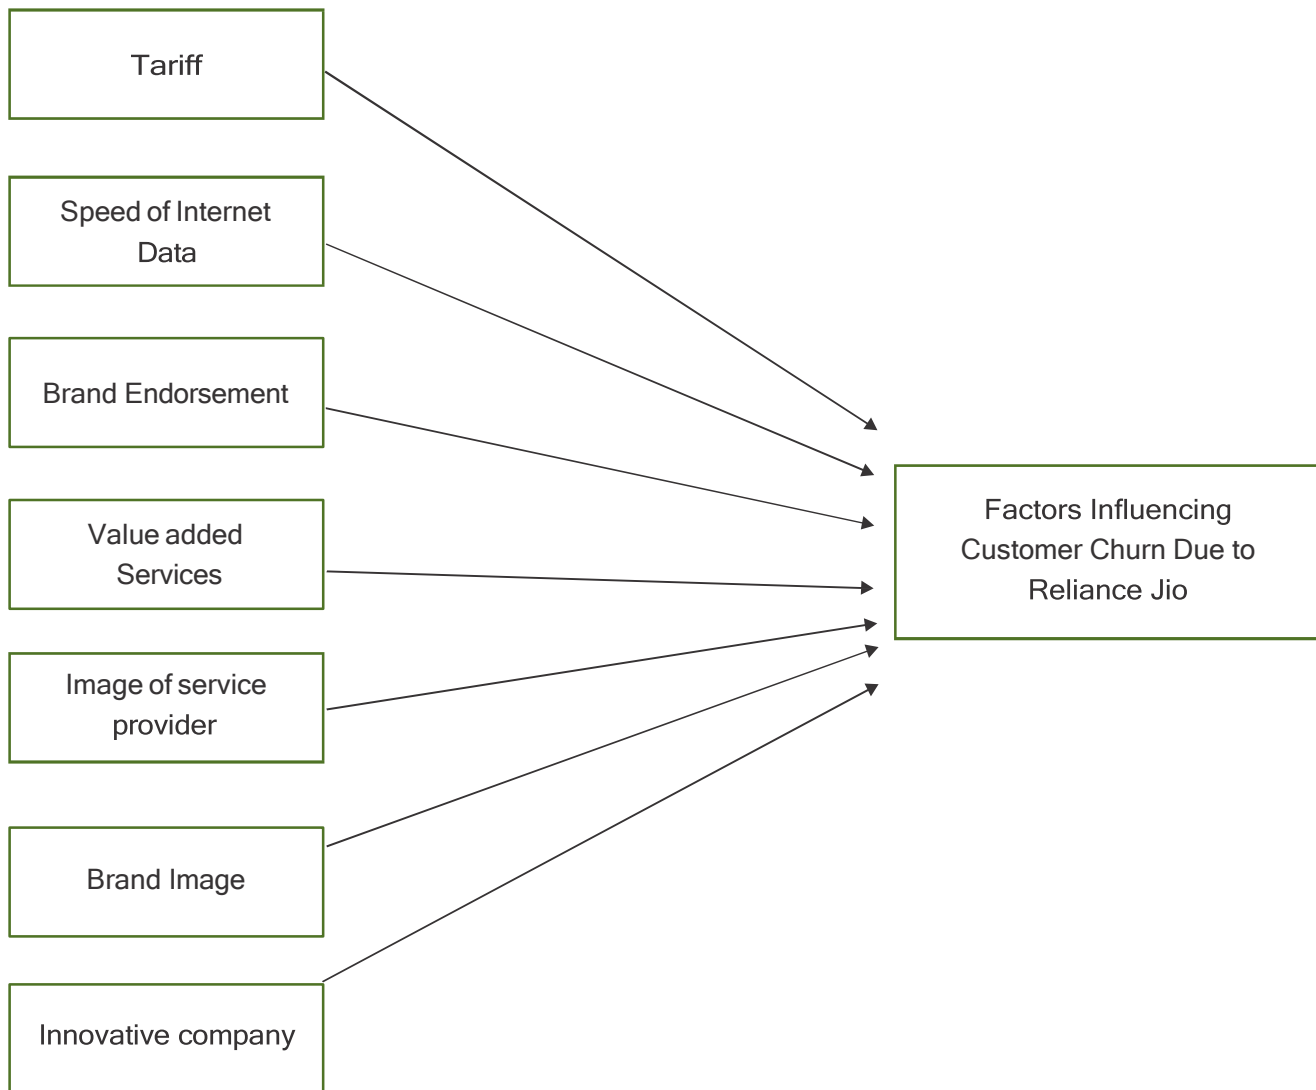 Tariff
Speed of Internet
Data
Brand Endorsement
Value added
Services
Image of service
provider
Brand Image
Innovative company
Factors Influencing
Customer Churn Due to
Reliance Jio